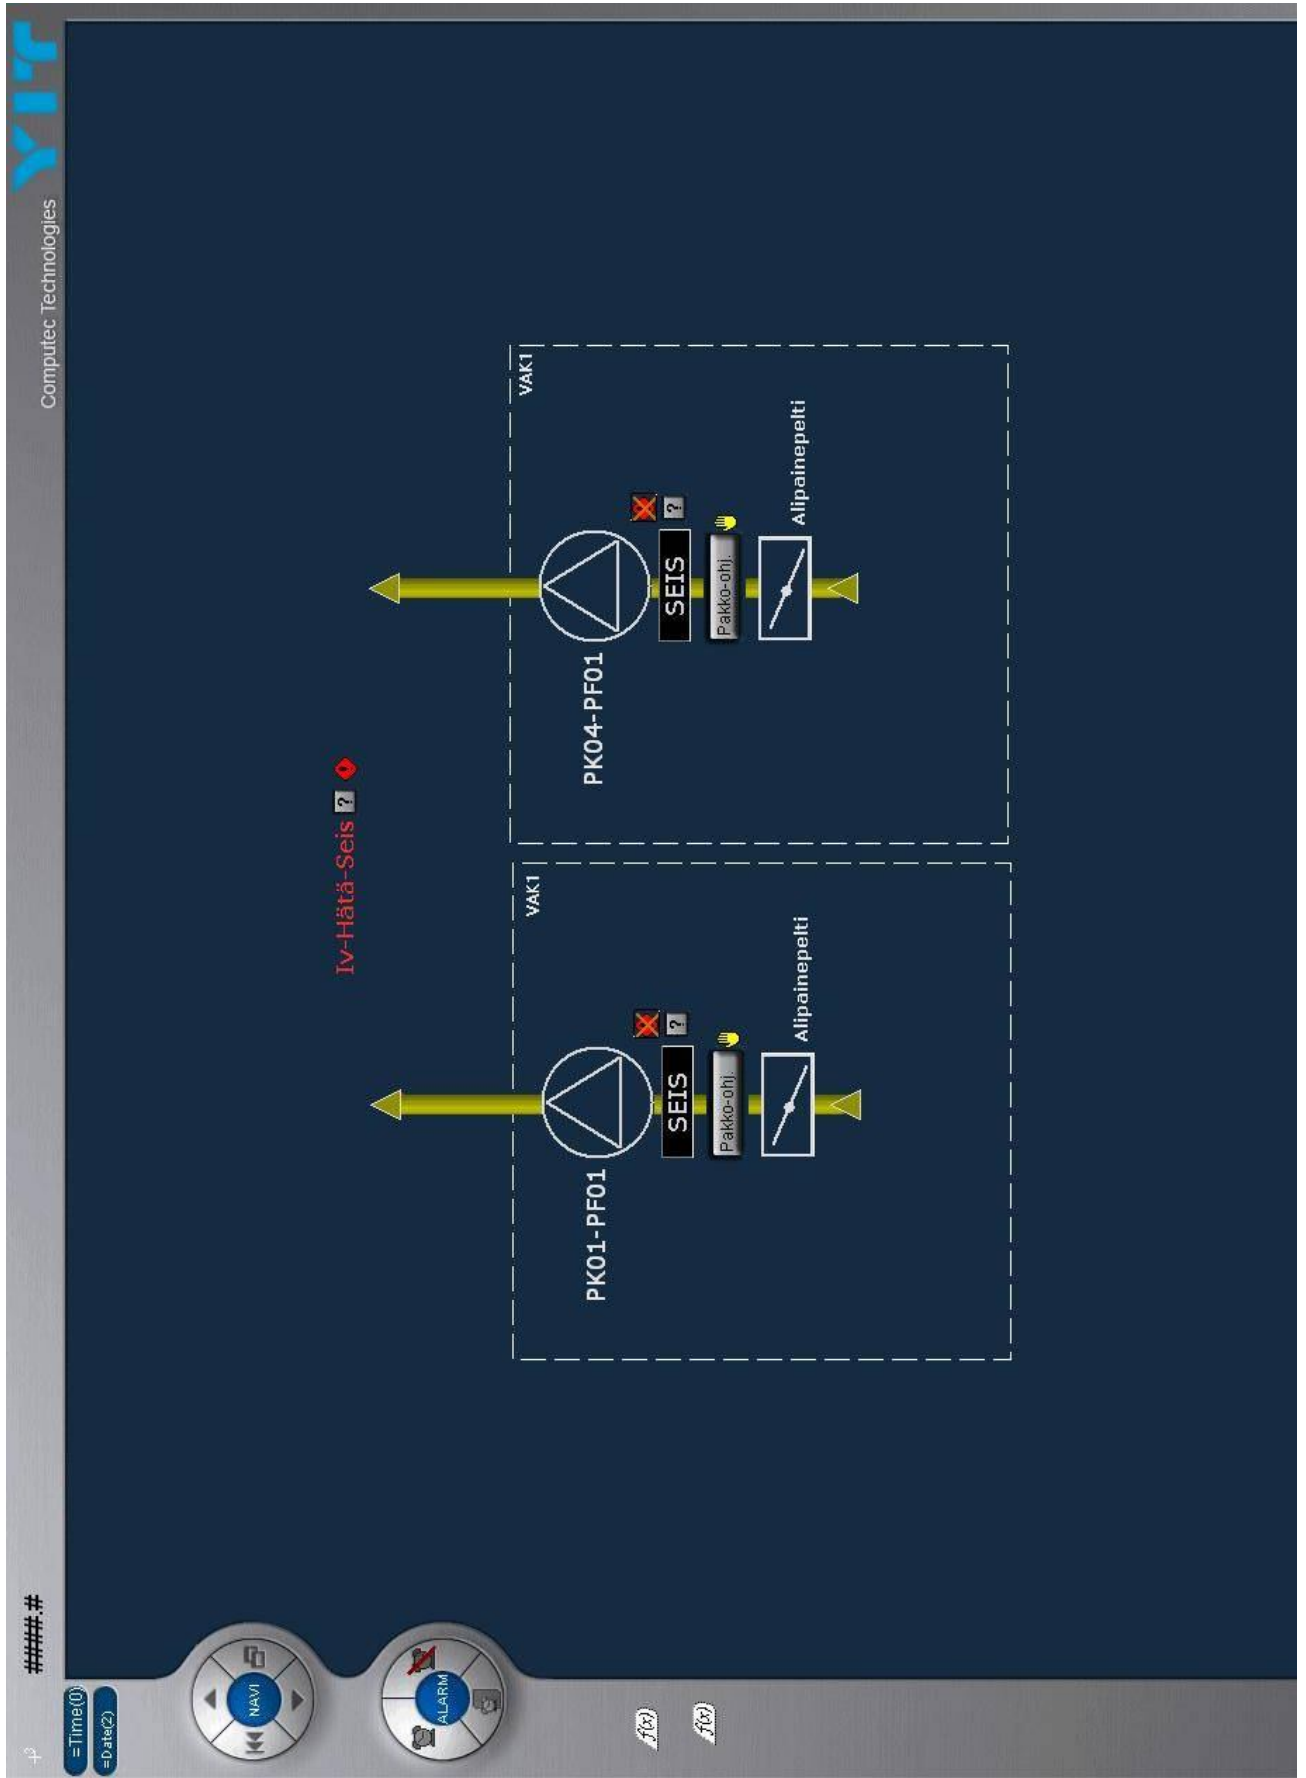 #####.#
Computec Technologies
YIT
=Time(0)
=Date(2)
NAVI
ALARM
f(x)
f(x)
Iv-Hätä-Seis ?
VAK1
PK01-PF01
SEIS
?
Pakko-ohj.
Alipainepelti
VAK1
PK04-PF01
SEIS
?
Pakko-ohj.
Alipainepelti